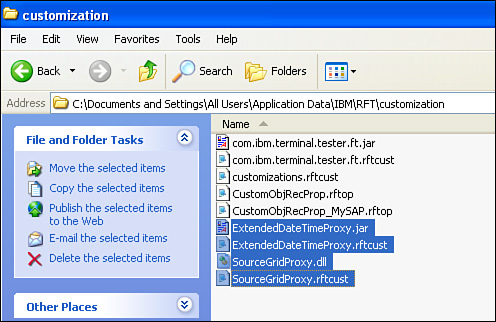 customization
File Edit View Favorites Tools Help
Back Search Folders
Address C:\Documents and Settings\All Users\Application Data\IBM\RFT\customization
File and Folder Tasks
Move the selected items
Copy the selected items
Publish the selected items
to the Web
E-mail the selected items
Delete the selected items
Other Places
Name
com.ibm.terminal.tester.ft.jar
com.ibm.terminal.tester.ft.rftcust
customizations.rftcust
CustomObjRecProp.rftop
CustomObjRecProp_MySAP.rftop
ExtendedDateTimeProxy.jar
ExtendedDateTimeProxy.rftcust
SourceGridProxy.dll
SourceGridProxy.rftcust